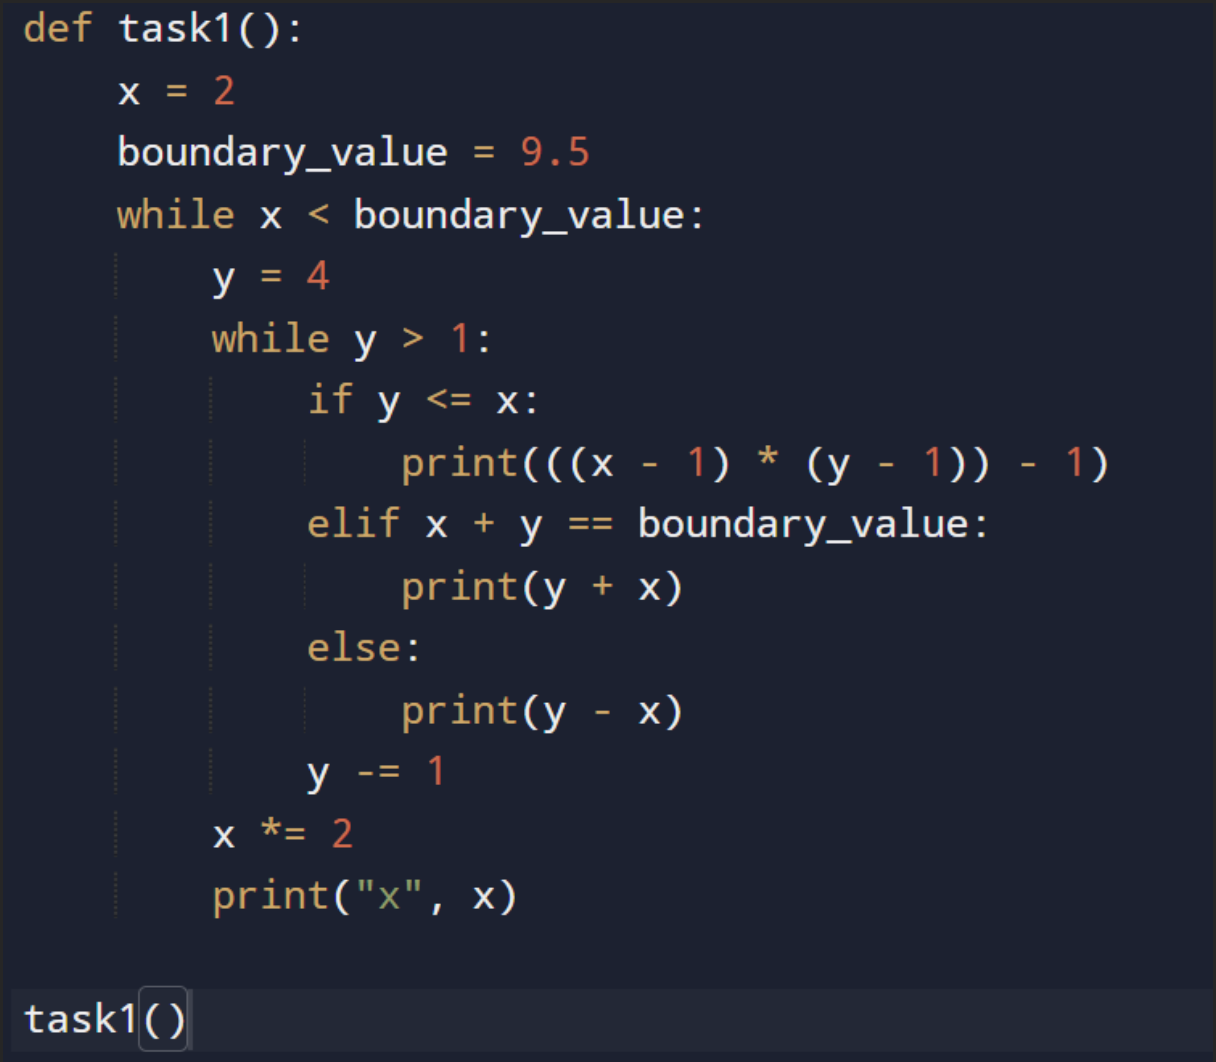 def task1():
    x = 2
    boundary_value = 9.5
    while x < boundary_value:
        y = 4
        while y > 1:
            if y <= x:
                print(((x - 1) * (y - 1)) - 1)
            elif x + y == boundary_value:
                print(y + x)
            else:
                print(y - x)
            y -= 1
        x *= 2
        print("x", x)

task1()